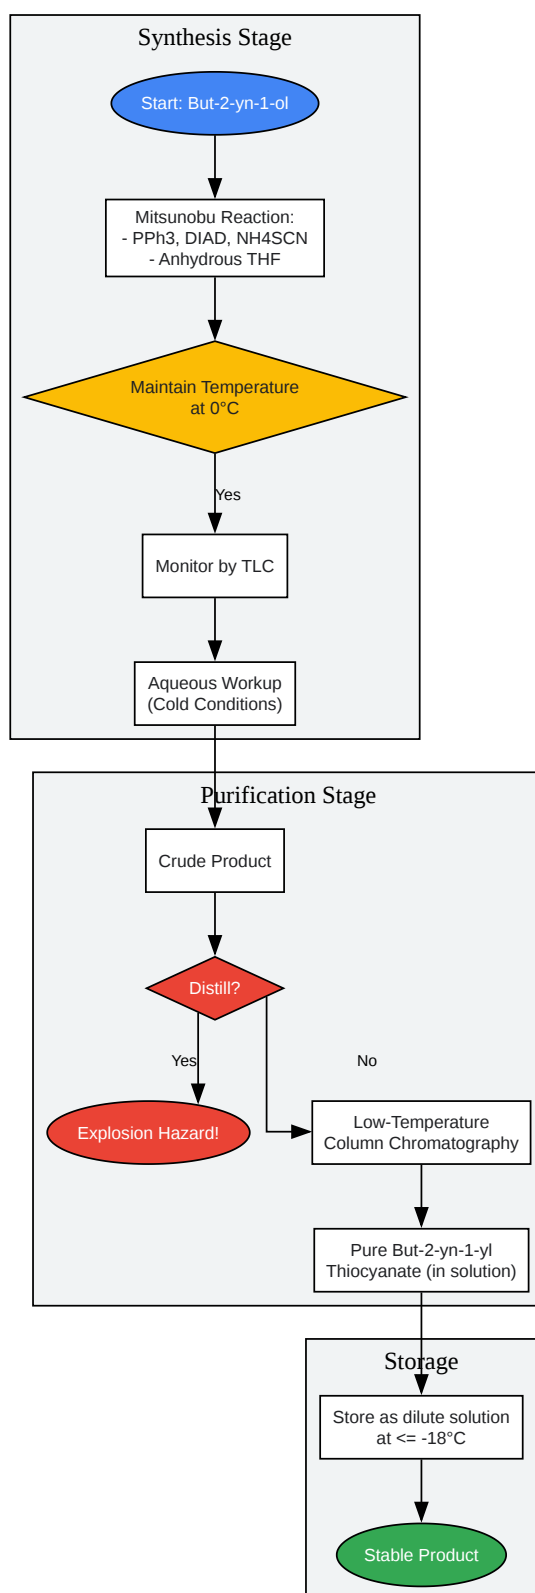 Synthesis Stage
Start: But-2-yn-1-ol
Mitsunobu Reaction:
- PPh3, DIAD, NH4SCN
- Anhydrous THF
Maintain Temperature
at 0°C
Yes
Monitor by TLC
Aqueous Workup
(Cold Conditions)
Purification Stage
Crude Product
Distill?
Yes
No
Explosion Hazard!
Low-Temperature
Column Chromatography
Pure But-2-yn-1-yl
Thiocyanate (in solution)
Storage
Store as dilute solution
at <= -18°C
Stable Product